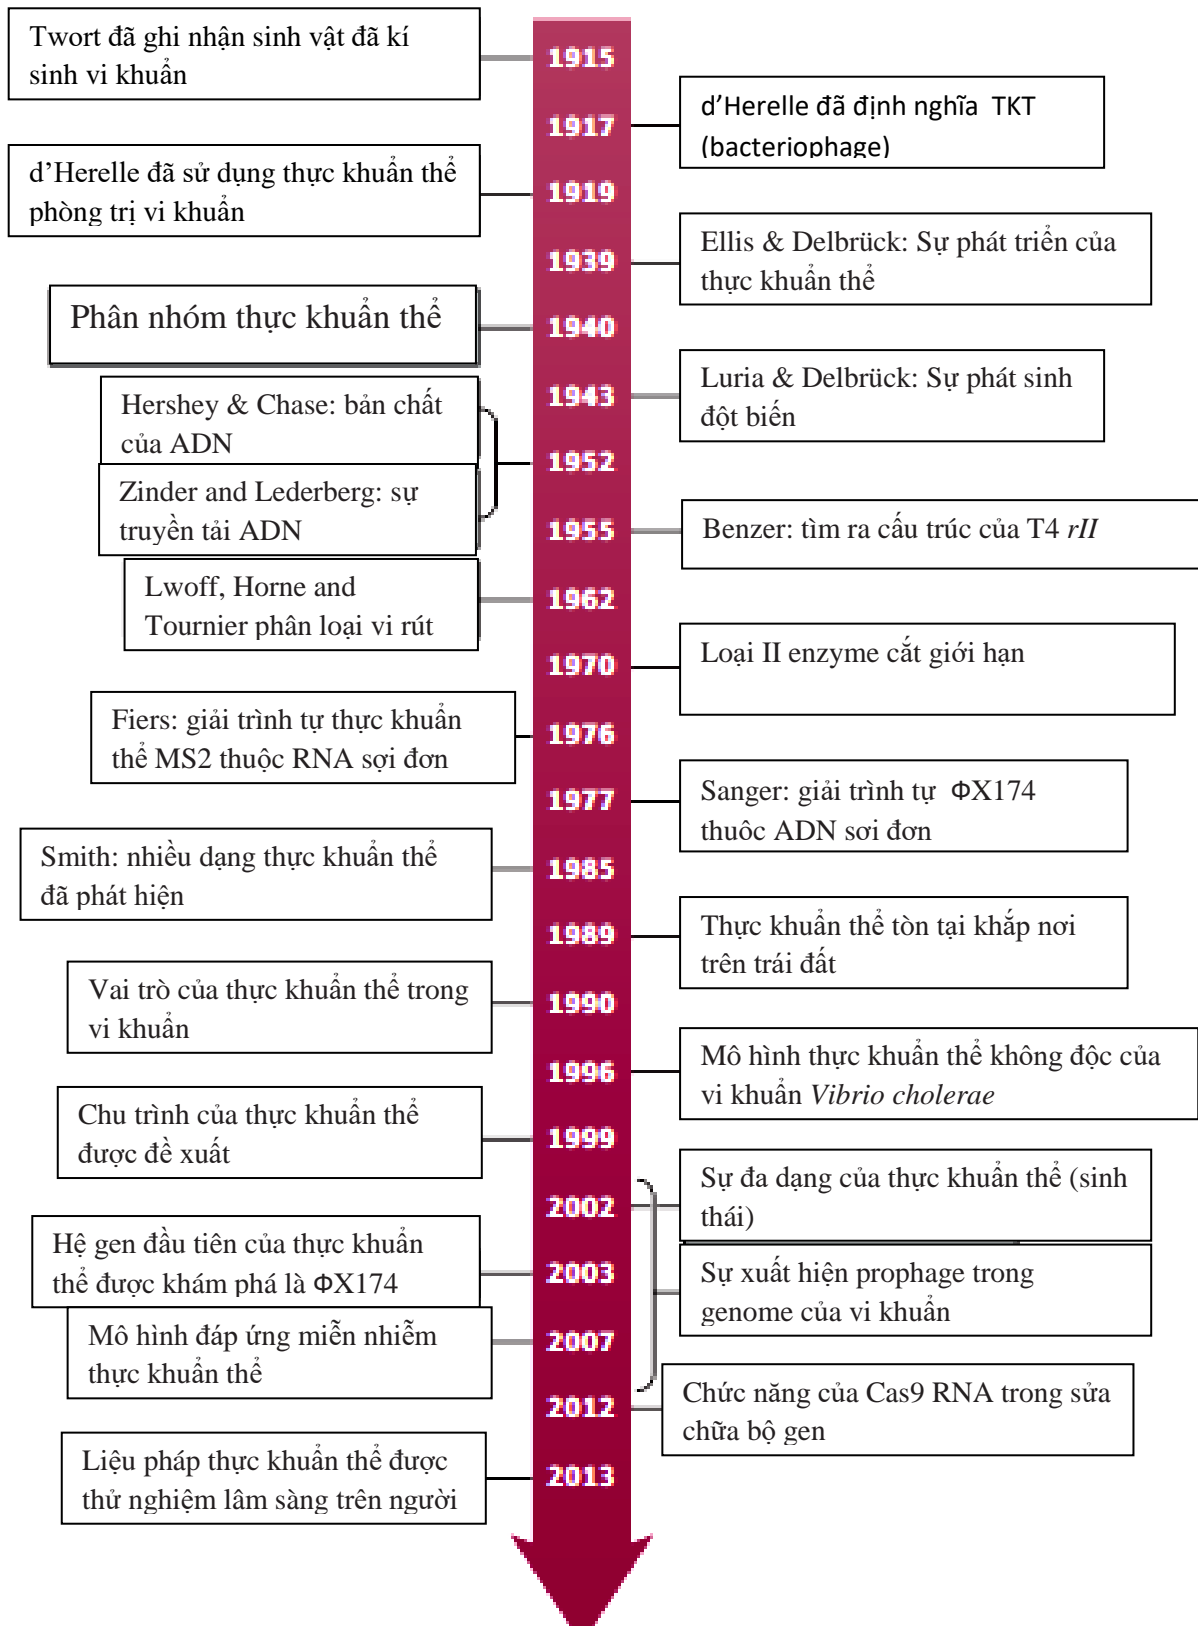 Twort đã ghi nhận sinh vật đã kí
sinh vi khuẩn
1915
1917
d’Herelle đã định nghĩa TKT
(bacteriophage)
d’Herelle đã sử dụng thực khuẩn thể
phòng trị vi khuẩn
1919
1939
Ellis & Delbrück: Sự phát triển của
thực khuẩn thể
Phân nhóm thực khuẩn thể
1940
1943
Luria & Delbrück: Sự phát sinh
đột biến
Hershey & Chase: bản chất
của ADN
1952
Zinder and Lederberg: sự
truyền tải ADN
1955
Benzer: tìm ra cấu trúc của T4 rII
Lwoff, Horne and
Tournier phân loại vi rút
1962
1970
Loại II enzyme cắt giới hạn
Fiers: giải trình tự thực khuẩn
thể MS2 thuộc RNA sợi đơn
1976
1977
Sanger: giải trình tự ΦX174
thuôc ADN sơi đơn
Smith: nhiều dạng thực khuẩn thể
đã phát hiện
1985
1989
Thực khuẩn thể tồn tại khắp nơi
trên trái đất
Vai trò của thực khuẩn thể trong
vi khuẩn
1990
1996
Mô hình thực khuẩn thể không độc của
vi khuẩn Vibrio cholerae
Chu trình của thực khuẩn thể
được đề xuất
1999
2002
Sự đa dạng của thực khuẩn thể (sinh
thái)
Hệ gen đầu tiên của thực khuẩn
thể được khám phá là ΦX174
2003
Sự xuất hiện prophage trong
genome của vi khuẩn
Mô hình đáp ứng miễn nhiễm
thực khuẩn thể
2007
2012
Chức năng của Cas9 RNA trong sửa
chữa bộ gen
Liệu pháp thực khuẩn thể được
thử nghiệm lâm sàng trên người
2013